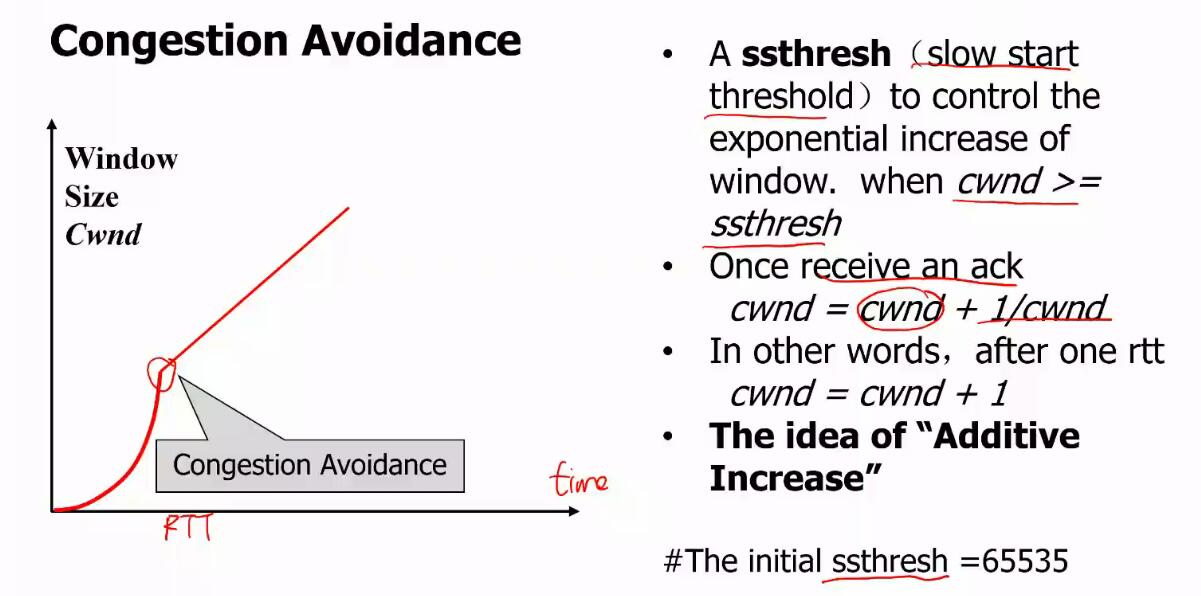 Congestion Avoidance
Window
Size
Cwnd
Congestion Avoidance
time
RTT
• A ssthresh（slow start
threshold）to control the
exponential increase of
window. when cwnd >=
ssthresh
• Once receive an ack
cwnd = cwnd + 1/cwnd
• In other words，after one rtt
cwnd = cwnd + 1
• The idea of “Additive
Increase”
#The initial ssthresh =65535